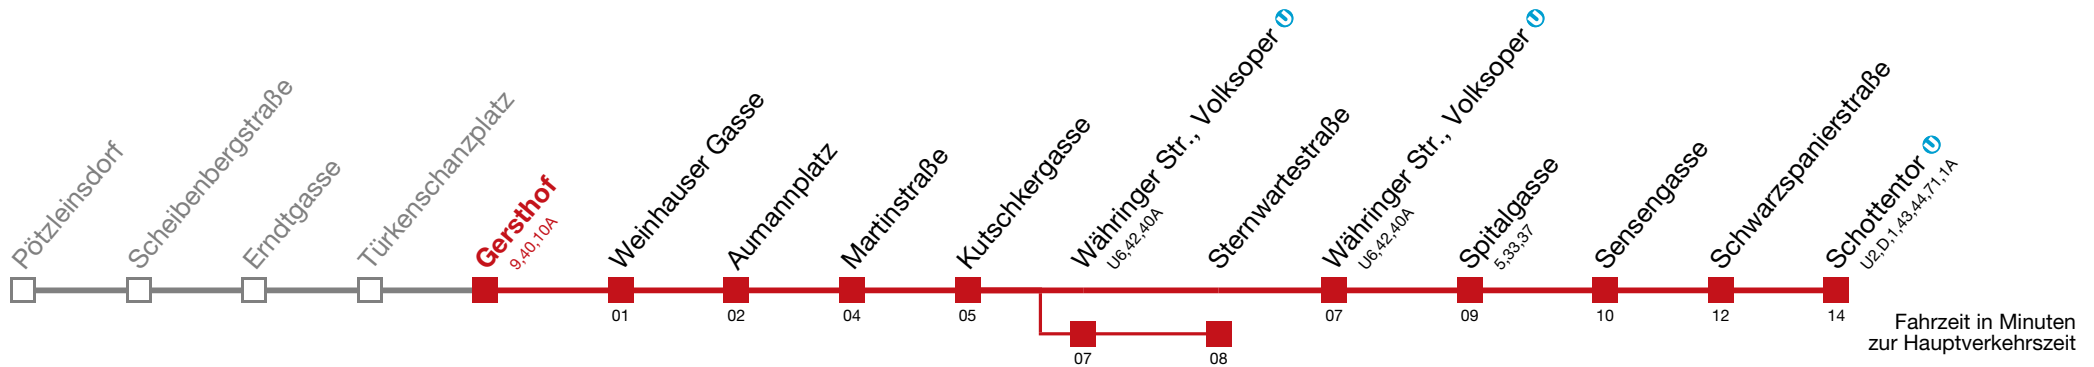 Pötzleinsdorf
Scheibenbergstraße
Erndtgasse
Türkenschanzplatz
Gersthof
9,40,10A
Weinhauser Gasse
Aumannplatz
Martinstraße
Kutschkergasse
Währinger Str., Volksoper U
U6,42,40A
Sternwartestraße
Währinger Str., Volksoper U
U6,42,40A
Spitalgasse
5,33,37
Sensengasse
Schwarzspanierstraße
Schottentor U
U2,D,1,43,44,71,1A
01
02
04
05
07
09
10
12
14
07
08
Fahrzeit in Minuten
zur Hauptverkehrszeit